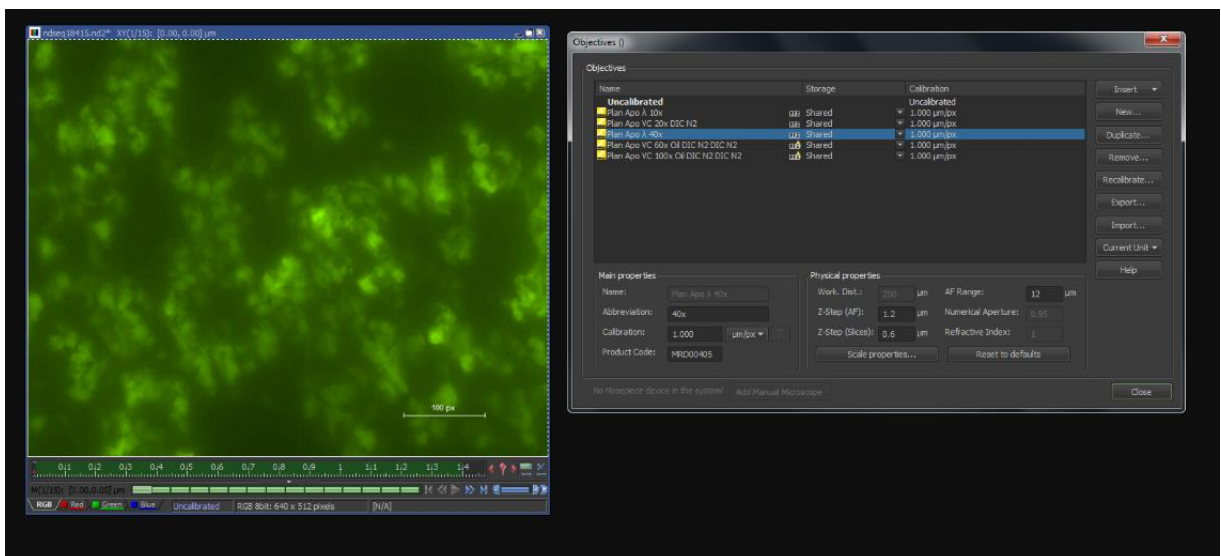 ndseq18415.nd2* XY(1/15): [0.00, 0.00] µm
100 px
0,1 0,2 0,3 0,4 0,5 0,6 0,7 0,8 0,9 1 1,1 1,2 1,3 1,4
M(1/15): [0.00,0.00] µm
RGB Red Green Blue Uncalibrated RGB 8bit: 640 x 512 pixels [N/A]
Objectives ()
Objectives
Name Storage Calibration
Uncalibrated Uncalibrated
Plan Apo λ 10x Shared 1.000 µm/px
Plan Apo VC 20x DIC N2 Shared 1.000 µm/px
Plan Apo λ 40x Shared 1.000 µm/px
Plan Apo VC 60x Oil DIC N2 DIC N2 Shared 1.000 µm/px
Plan Apo VC 100x Oil DIC N2 DIC N2 Shared 1.000 µm/px
Insert
New...
Duplicate...
Remove...
Recalibrate...
Export...
Import...
Current Unit
Help
Main properties
Name: Plan Apo λ 40x
Abbreviation: 40x
Calibration: 1.000 µm/px
Product Code: MRD00405
Physical properties
Work. Dist.: 250 µm AF Range: 12 µm
Z-Step (AF): 1.2 µm Numerical Aperture: 0.95
Z-Step (Slices): 0.6 µm Refractive Index: 1
Scale properties... Reset to defaults
No Nosepiece device in the system! Add Manual Microscope
Close